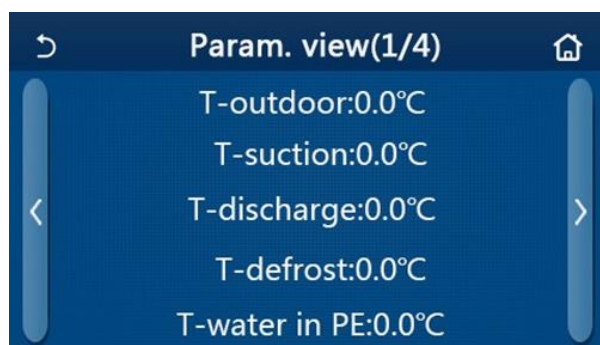 Param. view(1/4)
T-outdoor:0.0℃
T-suction:0.0℃
T-discharge:0.0℃
T-defrost:0.0℃
T-water in PE:0.0℃